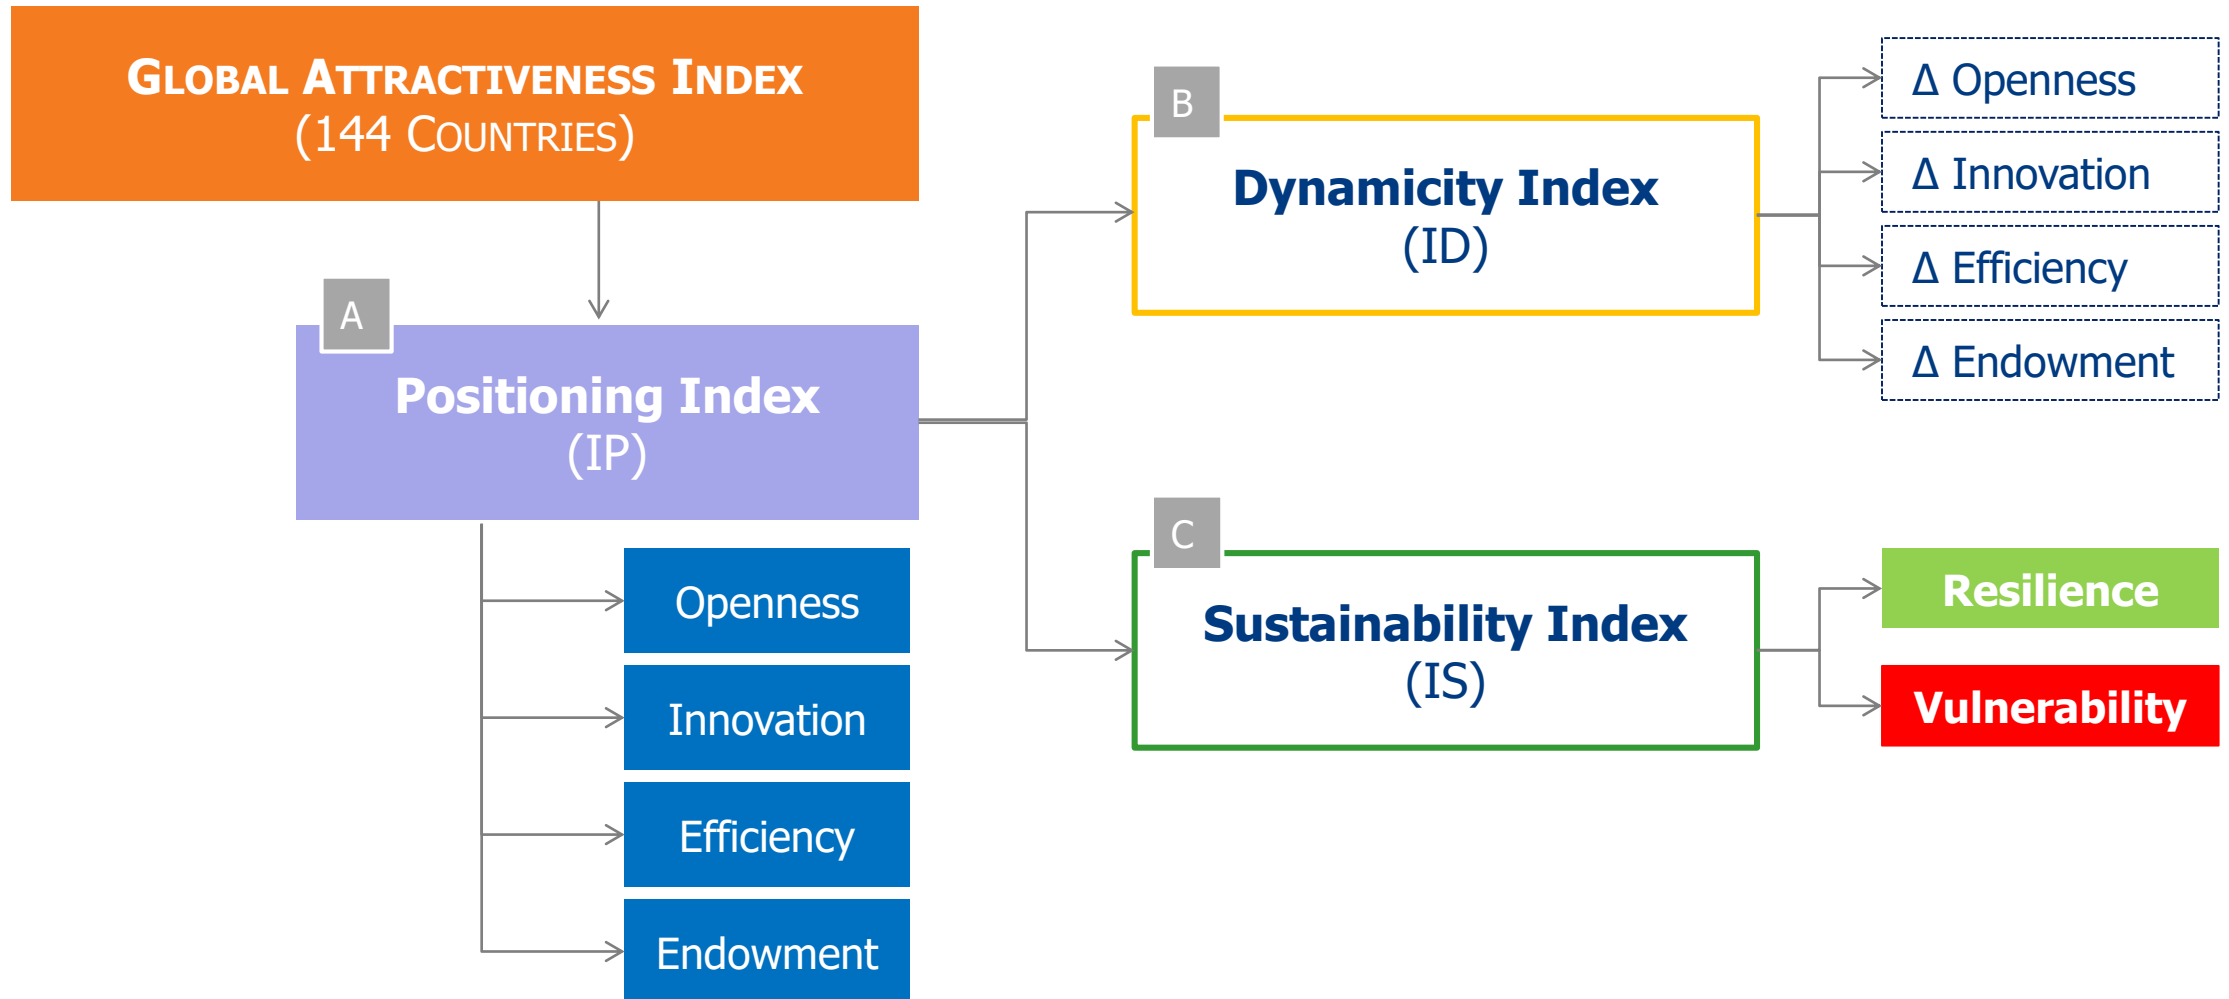 GLOBAL ATTRACTIVENESS INDEX
(144 COUNTRIES)
A
Positioning Index
(IP)
Openness
Innovation
Efficiency
Endowment
B
Dynamicity Index
(ID)
Δ Openness
Δ Innovation
Δ Efficiency
Δ Endowment
C
Sustainability Index
(IS)
Resilience
Vulnerability